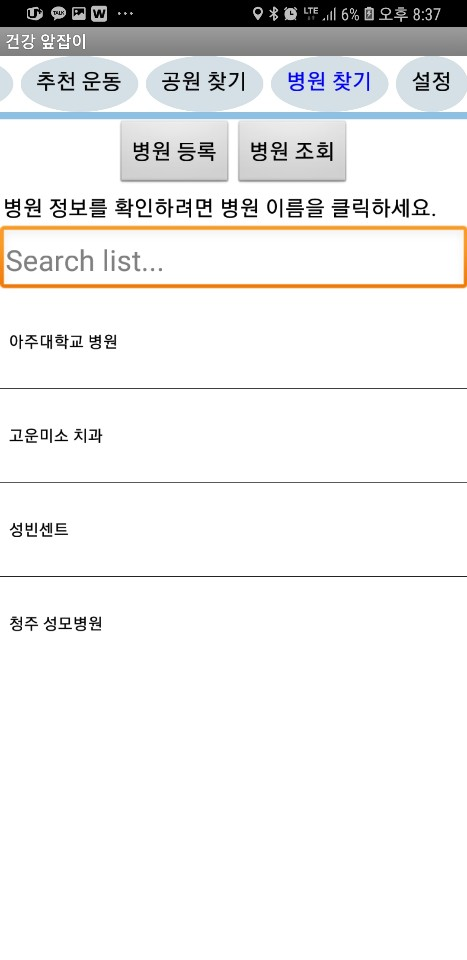 LTE 6% 오후 8:37
건강 앞잡이
추천 운동 공원 찾기 병원 찾기 설정
병원 등록 병원 조회
병원 정보를 확인하려면 병원 이름을 클릭하세요.
Search list...
아주대학교 병원
고운미소 치과
성빈센트
청주 성모병원